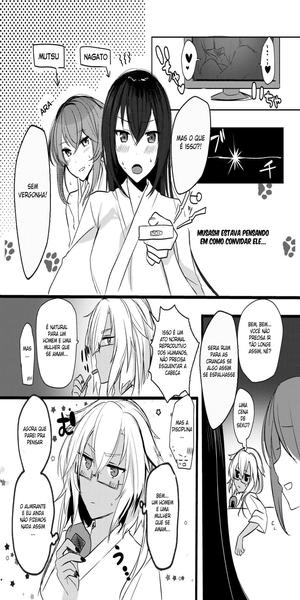 MUTSU
NAGATO
ARA~
MAS O QUE
É ISSO?!
SEM
VERGONHA!
MUSASHI ESTAVA PENSANDO
EM COMO CONVIDAR ELE...
BEM, BEM...
VOCÊ NÃO
PRECISA IR
TÃO LONGE
ASSIM, NÉ?
SERIA RUIM
PARA AS
CRIANÇAS SE
ALGO ASSIM
SE ESPALHASSE
UMA
CENA
DE
SEXO?
ISSO É UM
ATO NORMAL
REPRODUTIVO
DOS HUMANOS,
NÃO PRECISA
ESQUENTAR A
CABEÇA
É NATURAL PARA
UM HOMEM E
UMA MULHER QUE
SE AMAM...
MAS...
MAS A
DISCIPLINA
BEM...
UM HOMEM
E UMA
MULHER QUE
SE AMAM...
AGORA QUE
PAREI PRA
PENSAR
O ALMIRANTE
E EU AINDA
NÃO FIZEMOS
NADA ASSIM
...